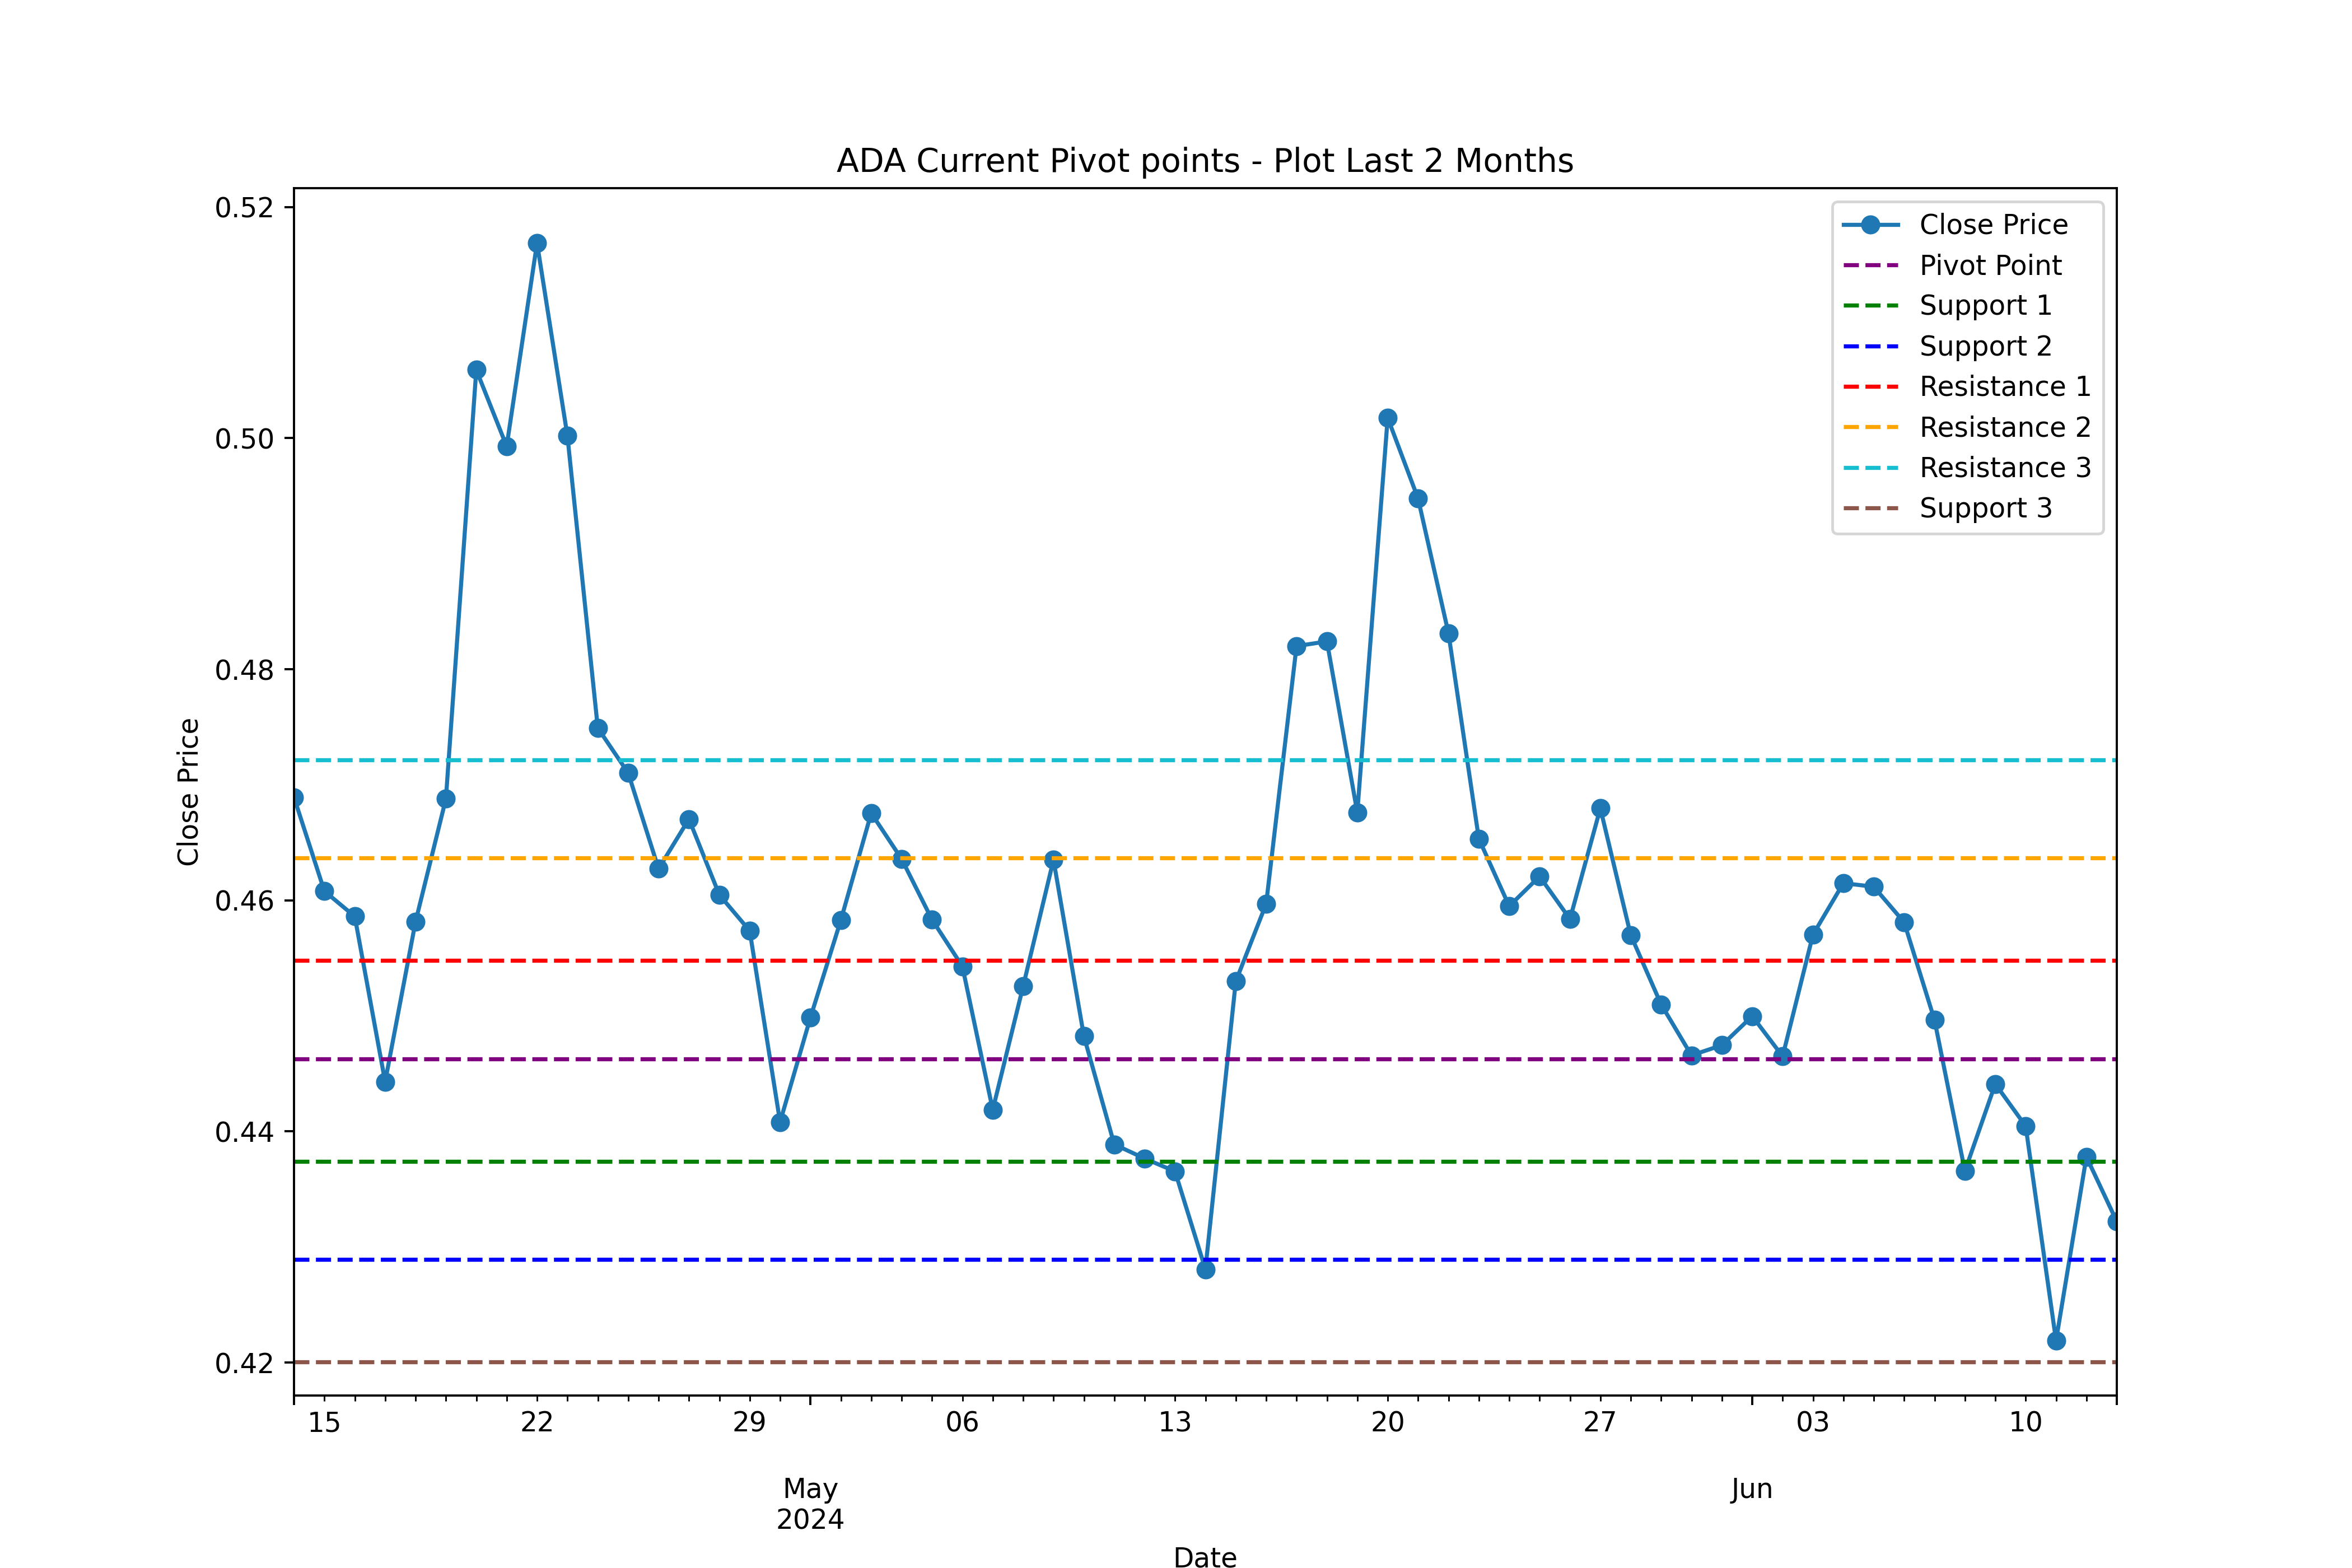 ADA Current Pivot points - Plot Last 2 Months
0.52
0.50
0.48
0.46
0.44
0.42
Close Price
Close Price
Pivot Point
Support 1
Support 2
Resistance 1
Resistance 2
Resistance 3
Support 3
15 22 29 06 13 20 27 03 10
May Jun
2024
Date